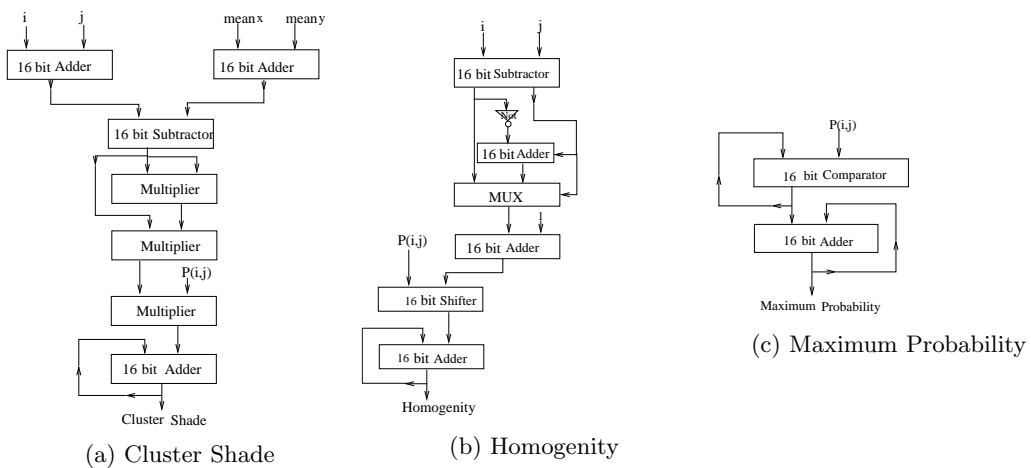 i j mean x mean y
16 bit Adder 16 bit Adder
16 bit Subtractor
Multiplier
Multiplier
P(i,j)
Multiplier
16 bit Adder
Cluster Shade
(a) Cluster Shade
i j
16 bit Subtractor
Not
16 bit Adder
MUX
1
P(i,j)
16 bit Adder
16 bit Shifter
16 bit Adder
Homogenity
(b) Homogenity
P(i,j)
16 bit Comparator
16 bit Adder
Maximum Probability
(c) Maximum Probability